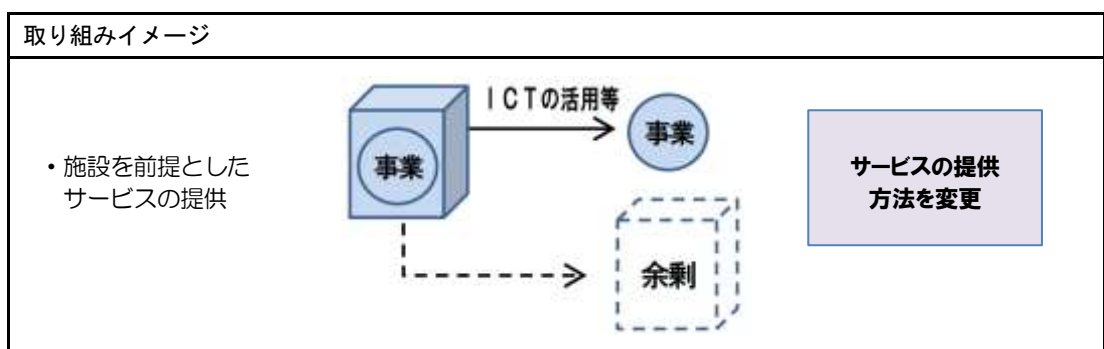 取り組みイメージ
・施設を前提とした
サービスの提供
事業
ICTの活用等
事業
余剰
サービスの提供
方法を変更